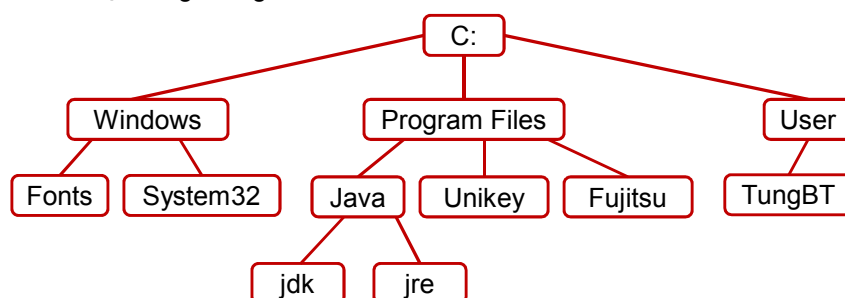 C:
Windows Program Files User
Fonts System32 Java Unikey Fujitsu TungBT
jdk jre